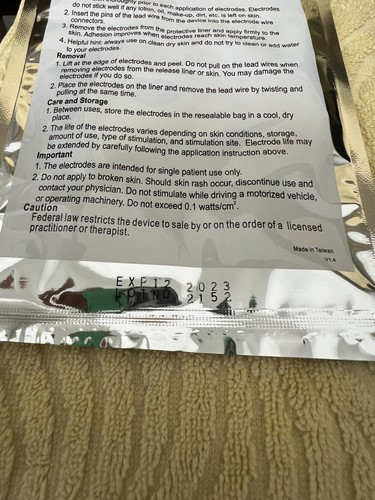 thoroughly prior to each application of electrodes. Electrodes
do not stick well if any lotion, oil, make-up, dirt, etc. is left on skin.
2. Insert the pins of the lead wire from the device into the electrode wire
connectors.
3. Remove the electrodes from the protective liner and apply firmly to the
skin. Adhesion improves when electrodes reach skin temperature.
4. Helpful hint: always use on clean dry skin and do not try to clean or add water
to your electrodes.
Removal
1. Lift at the edge of electrodes and peel. Do not pull on the lead wires when
removing electrodes from the release liner or skin. You may damage the
electrodes if you do so.
2. Place the electrodes on the liner and remove the lead wire by twisting and
pulling at the same time.
Care and Storage
1. Between uses, store the electrodes in the resealable bag in a cool, dry
place.
2. The life of the electrodes varies depending on skin conditions, storage,
amount of use, type of stimulation, and stimulation site. Electrode life may
be extended by carefully following the application instruction above.
Important
1. The electrodes are intended for single patient use only.
2. Do not apply to broken skin. Should skin rash occur, discontinue use and
contact your physician. Do not stimulate while driving a motorized vehicle,
or operating machinery. Do not exceed 0.1 watts/cm².
Caution
Federal law restricts the device to sale by or on the order of a licensed
practitioner or therapist.
Made in Taiwan
V1.4
EXP12 2023
LOTNO 2152